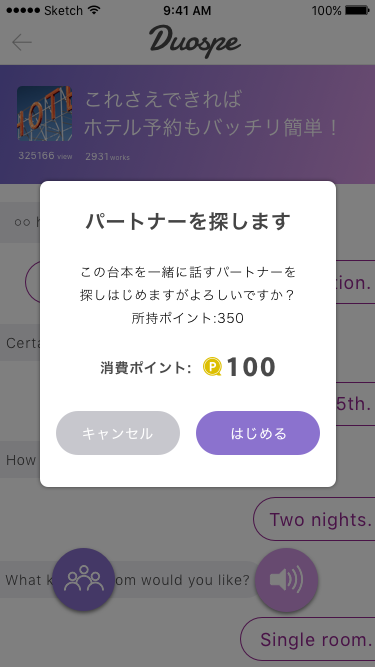 Sketch 9:41 AM 100%
Duospe
HOTE
これさえできれば
ホテル予約もバッチリ簡単！
325166 view 2931 works
パートナーを探します
この台本を一緒に話すパートナーを
探しはじめますがよろしいですか？
所持ポイント:350
消費ポイント: P 100
キャンセル はじめる
Certa
5th.
How
Two nights.
What k om would you like?
Single room.